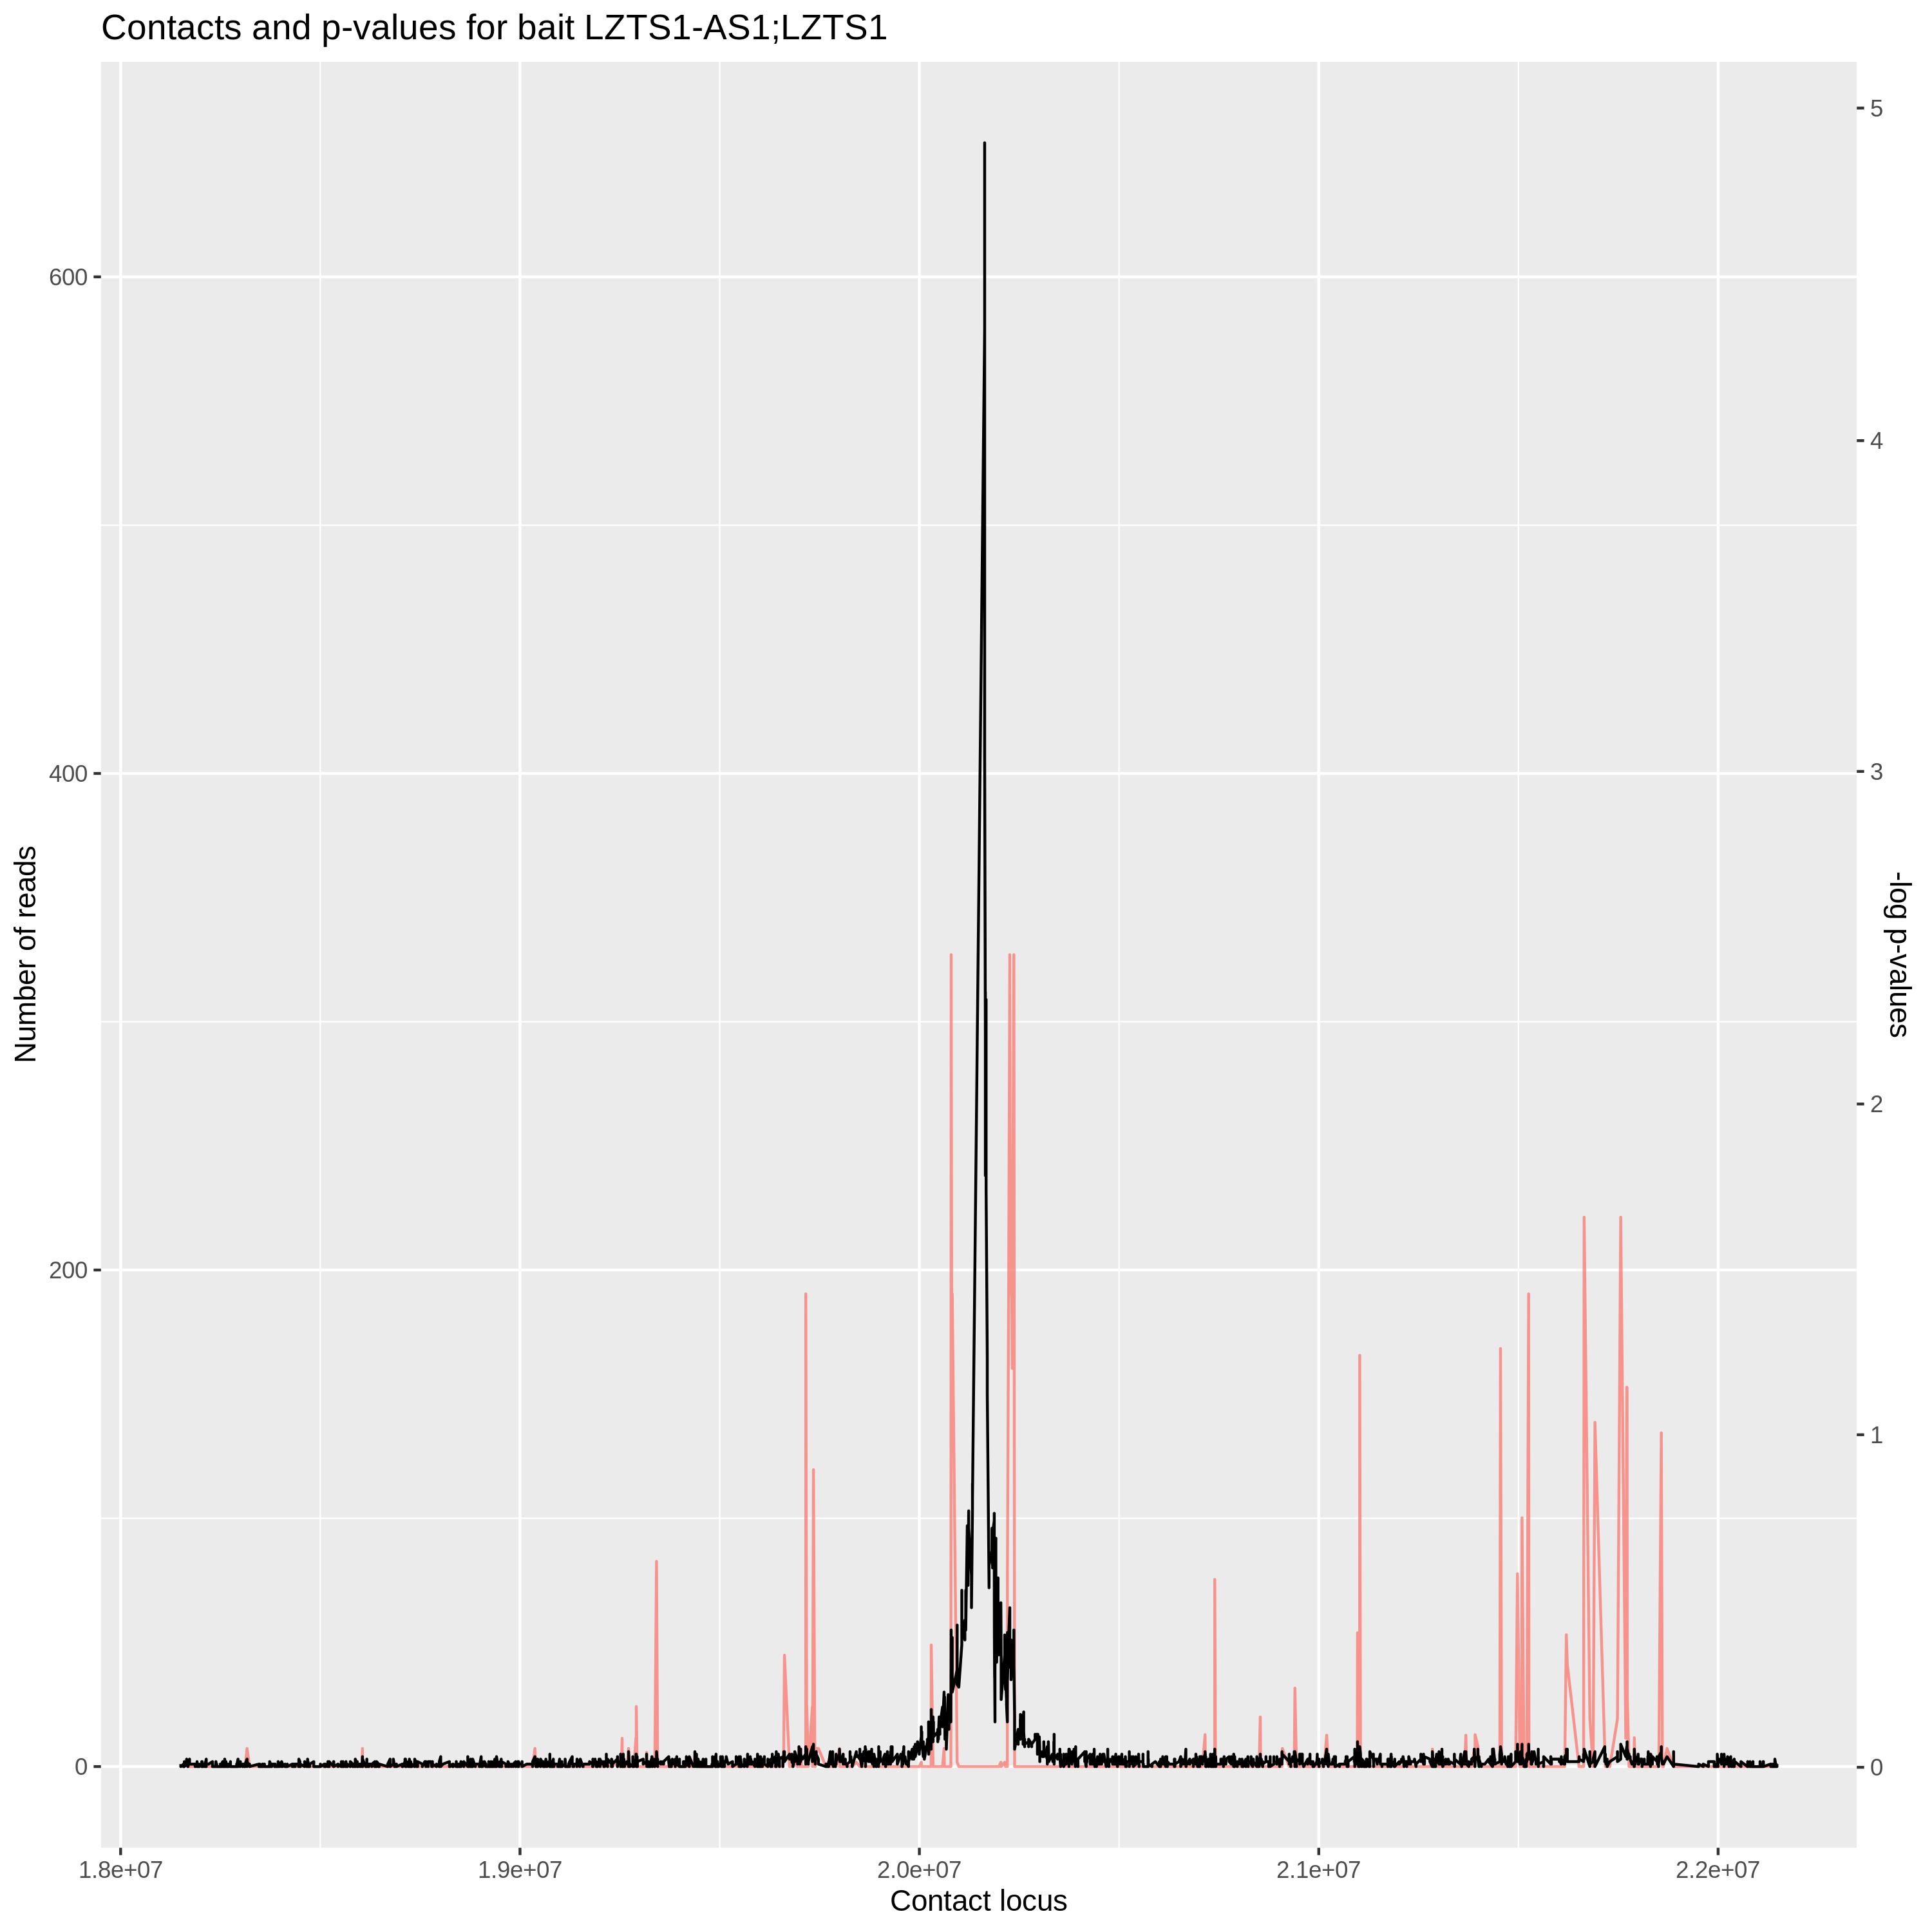 Contacts and p-values for bait LZTS1-AS1;LZTS1
Number of reads
600
400
200
0
5
4
3
2
1
0
-log p-values
1.8e+07
1.9e+07
2.0e+07
2.1e+07
2.2e+07
Contact locus